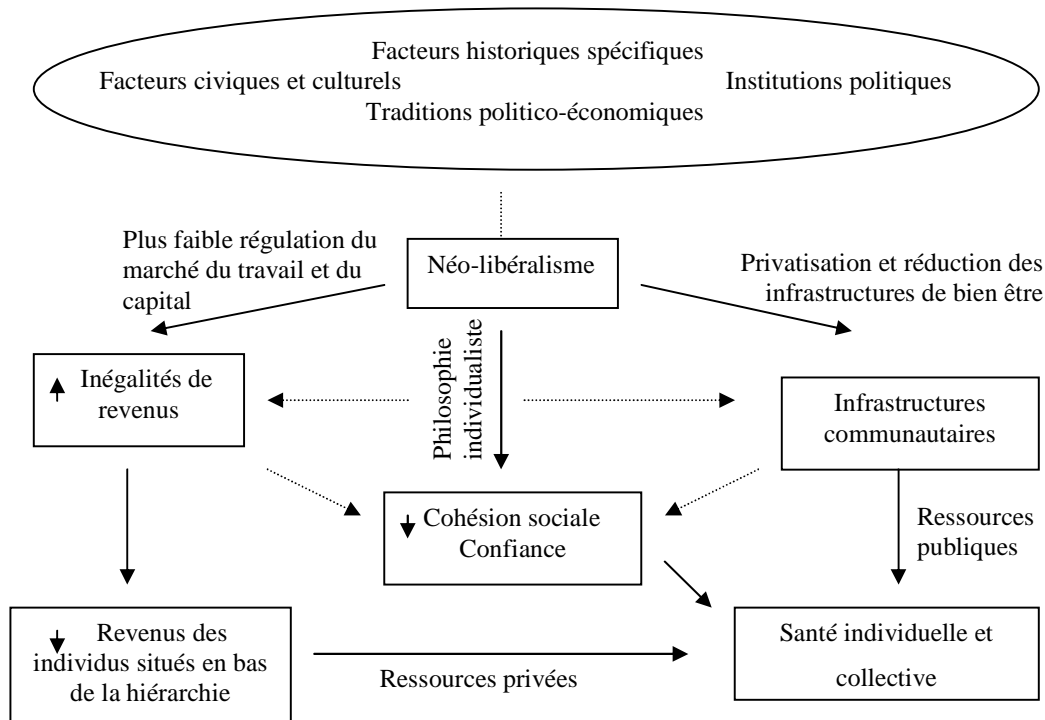 Facteurs historiques spécifiques
Facteurs civiques et culturels
Institutions politiques
Traditions politico-économiques
Plus faible régulation du
marché du travail et du
capital
Néo-libéralisme
Privatisation et réduction des
infrastructures de bien être
Philosophie
individualiste
Inégalités de
revenus
Infrastructures
communautaires
Cohésion sociale
Confiance
Ressources
publiques
Revenus des
individus situés en bas
de la hiérarchie
Ressources privées
Santé individuelle et
collective